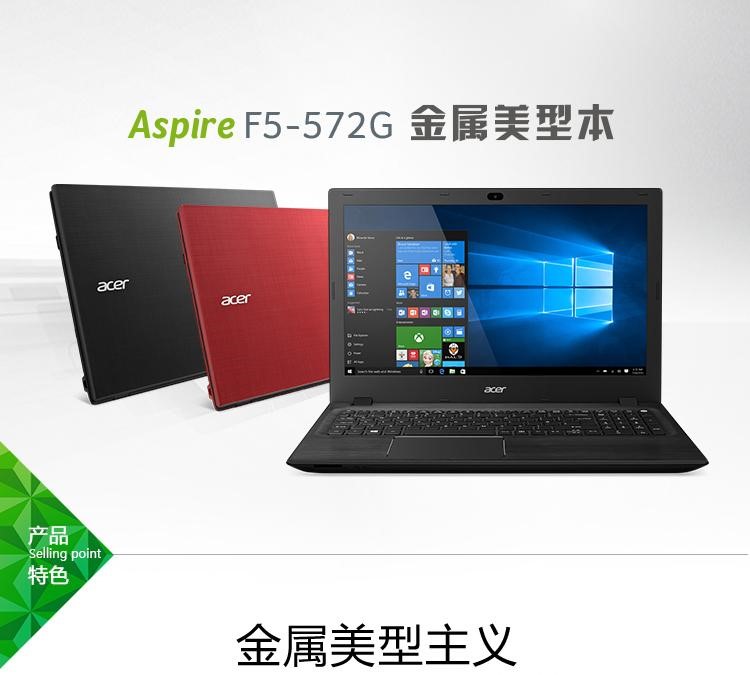 Aspire F5-572G 金属美型本
acer
acer
acer
产品
Selling point
特色
金属美型主义